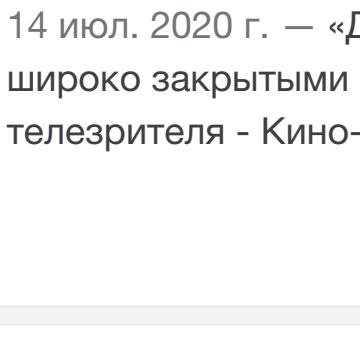 14 июл. 2020 г. — «Д
широко закрытыми
телезрителя - Кино-